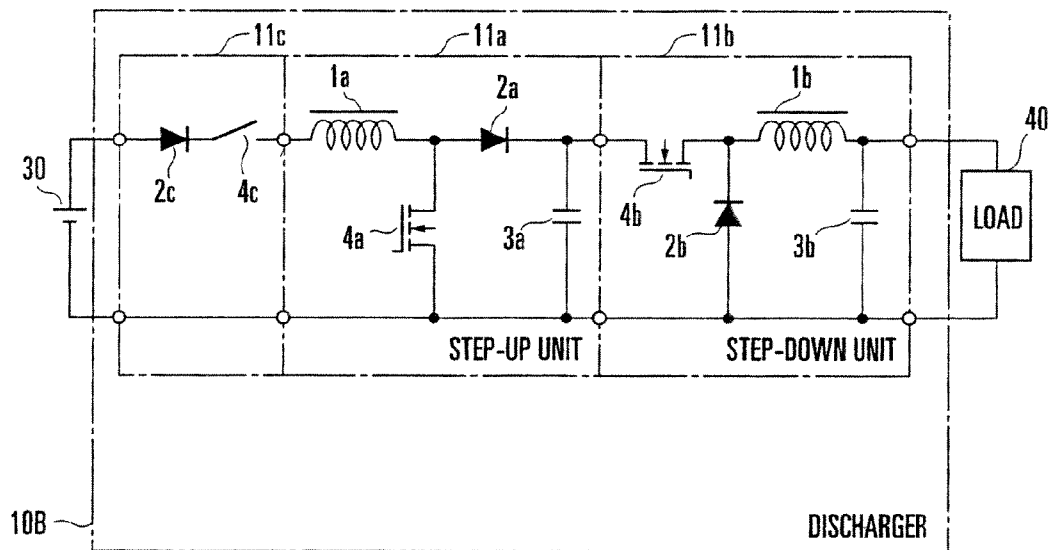 11c 11a 11b
1a 2a 1b
40
30
2c 4c
4a 3a 4b 2b 3b
LOAD
STEP-UP UNIT STEP-DOWN UNIT
10B
DISCHARGER